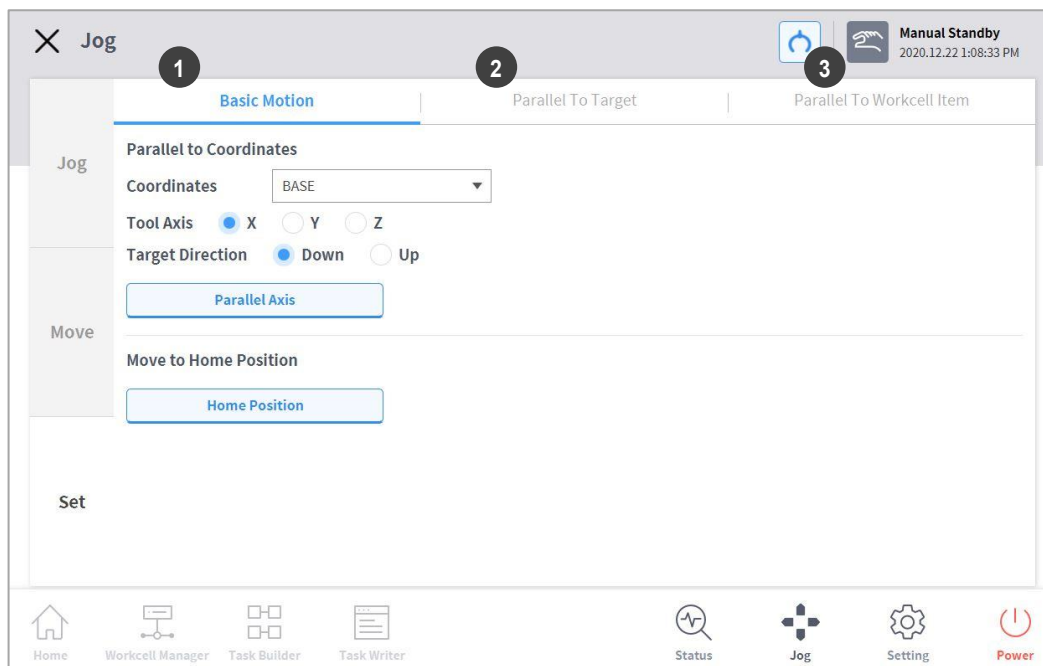 Jog
Manual Standby
2020.12.22 1:08:33 PM
1
2
3
Basic Motion
Parallel To Target
Parallel To Workcell Item
Jog
Move
Set
Parallel to Coordinates
Coordinates BASE
Tool Axis X Y Z
Target Direction Down Up
Parallel Axis
Move to Home Position
Home Position
Home
Workcell Manager
Task Builder
Task Writer
Status
Jog
Setting
Power